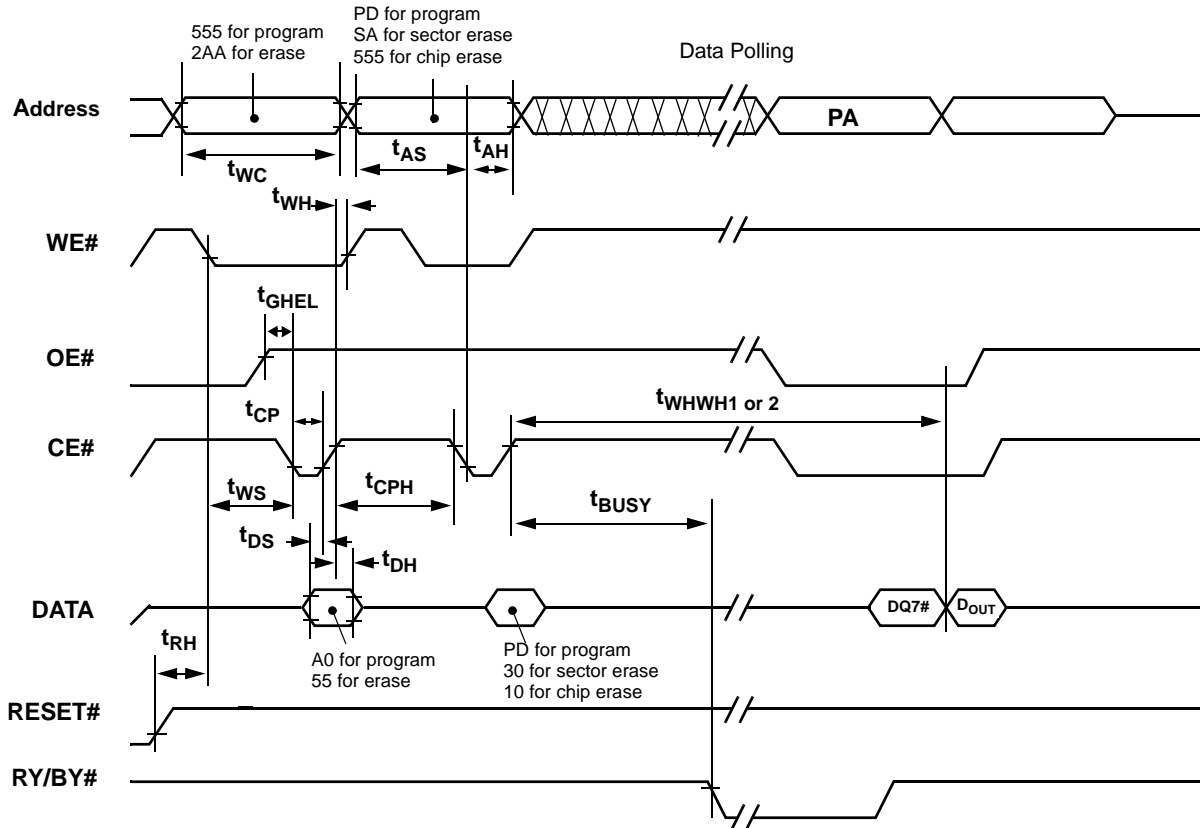 555 for program
2AA for erase
PD for program
SA for sector erase
555 for chip erase
Data Polling
Address
PA
tWC
tAS
tAH
tWH
WE#
tGHEL
OE#
tCP
tWHWH1 or 2
CE#
tWS
tCPH
tBUSY
tDS
tDH
DATA
DQ7#
DOUT
tRH
A0 for program
55 for erase
PD for program
30 for sector erase
10 for chip erase
RESET#
RY/BY#